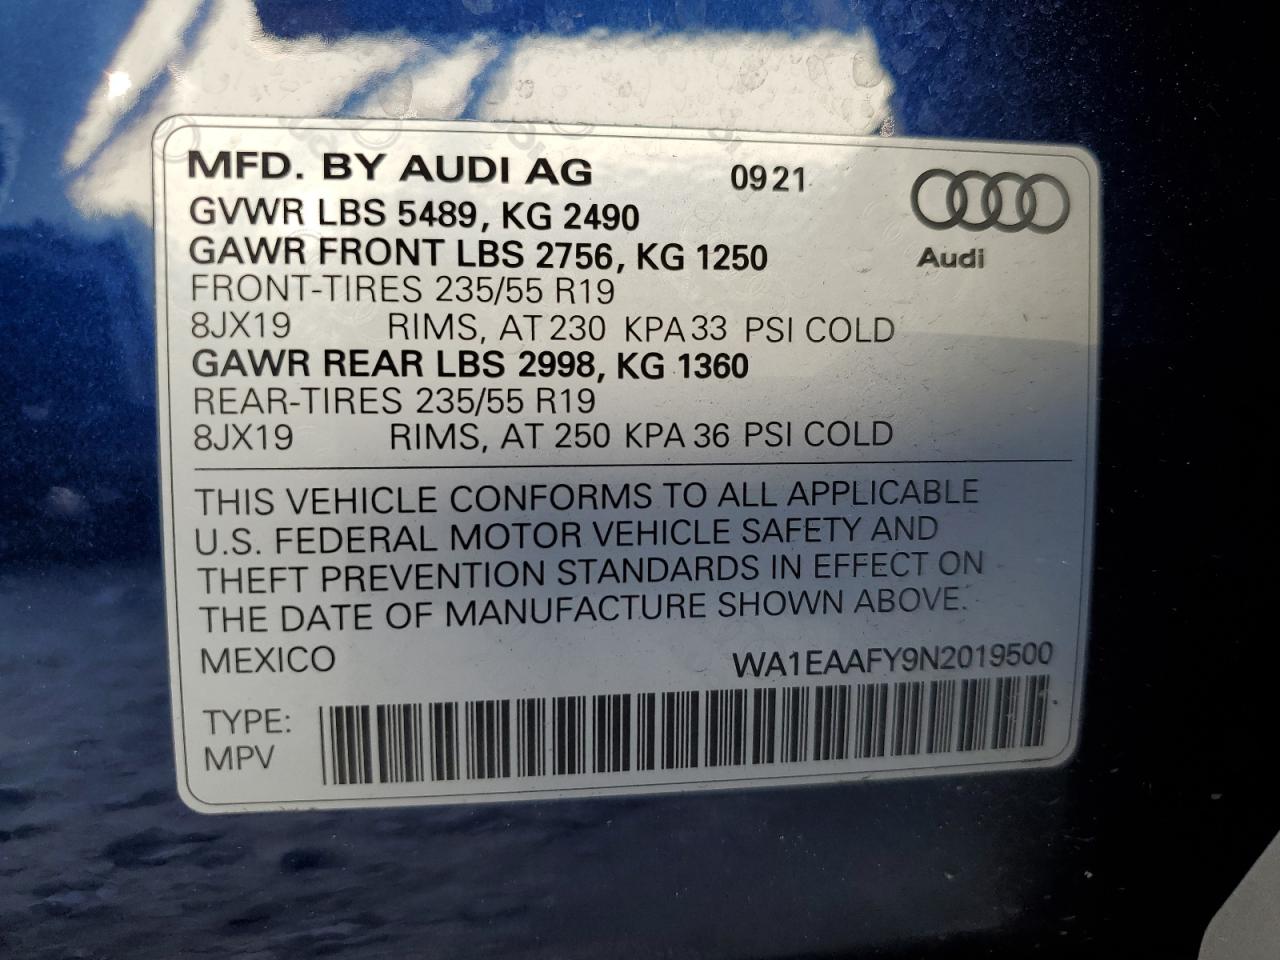 MFD. BY AUDI AG 0921
GVWR LBS 5489, KG 2490
GAWR FRONT LBS 2756, KG 1250
Audi
FRONT-TIRES 235/55 R19
8JX19 RIMS, AT 230 KPA 33 PSI COLD
GAWR REAR LBS 2998, KG 1360
REAR-TIRES 235/55 R19
8JX19 RIMS, AT 250 KPA 36 PSI COLD
THIS VEHICLE CONFORMS TO ALL APPLICABLE
U.S. FEDERAL MOTOR VEHICLE SAFETY AND
THEFT PREVENTION STANDARDS IN EFFECT ON
THE DATE OF MANUFACTURE SHOWN ABOVE.
MEXICO WA1EAAFY9N2019500
TYPE:
MPV